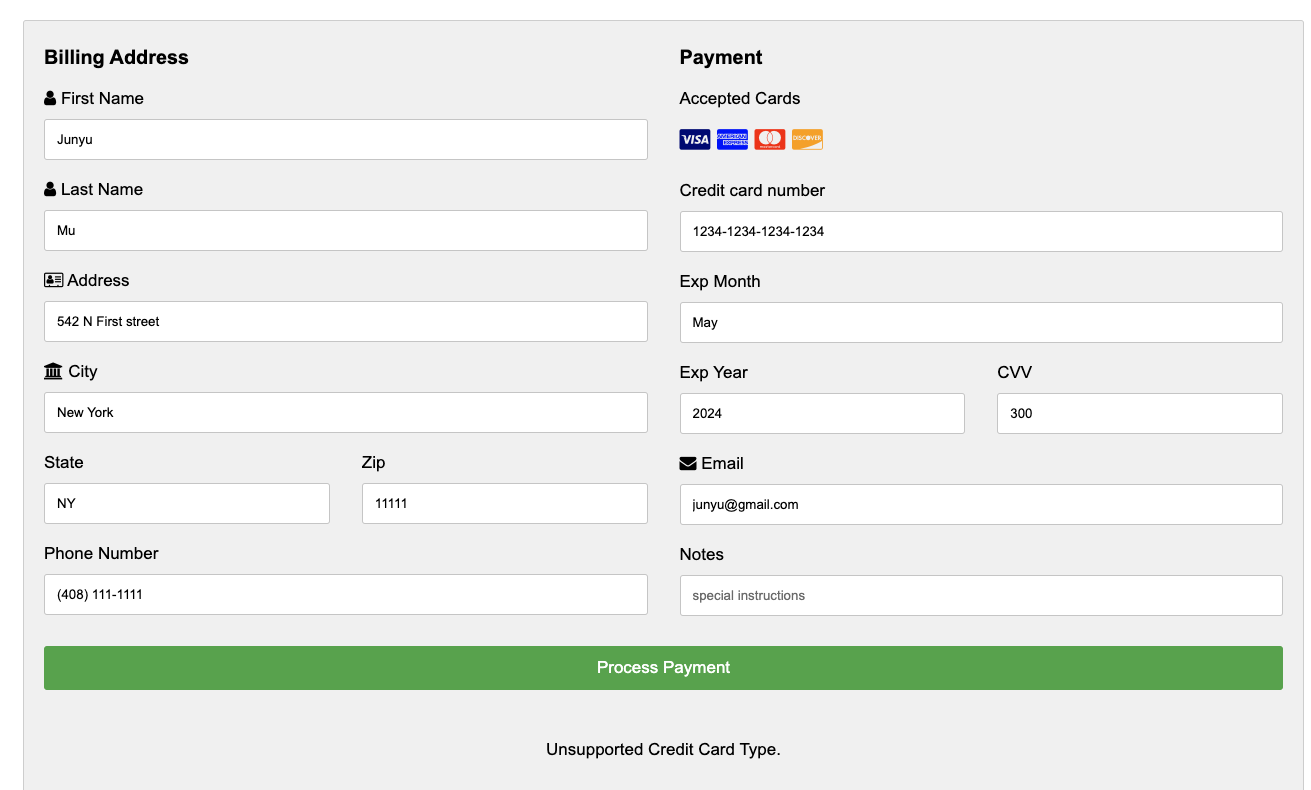 Billing Address
First Name
Junyu
Last Name
Mu
Address
542 N First street
City
New York
State Zip
NY 11111
Phone Number
(408) 111-1111
Payment
Accepted Cards
VISA AMERICAN EXPRESS mastercard DISCOVER
Credit card number
1234-1234-1234-1234
Exp Month
May
Exp Year CVV
2024 300
Email
junyu@gmail.com
Notes
special instructions
Process Payment
Unsupported Credit Card Type.